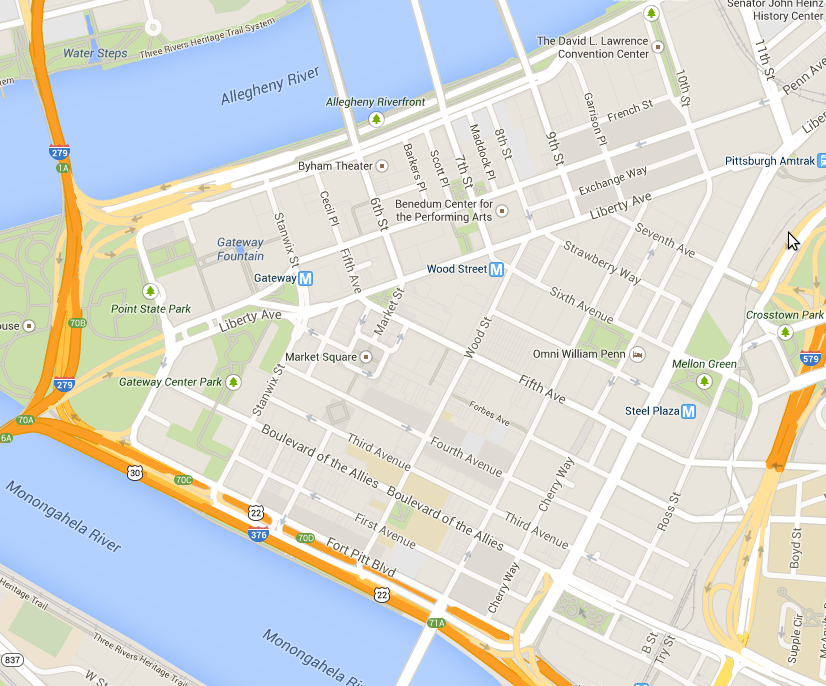 Senator John Heinz
History Center
Water Steps
Three Rivers Heritage Trail System
The David L. Lawrence
Convention Center
11th St
10th St
Penn Ave
Allegheny River
Allegheny Riverfront
Garrison Pl
French St
Liber
279
1A
Byham Theater
Barkers Pl
Scott Pl
7th St
Maddock Pl
8th St
9th St
Pittsburgh Amtrak
Exchange Way
Benedum Center for
the Performing Arts
Liberty Ave
Cecil Pl
6th St
Stanwix St
Gateway
Fountain
Seventh Ave
Strawberry Way
Fifth Ave
Gateway
M
Wood Street
M
Sixth Avenue
Point State Park
Market St
Liberty Ave
Crosstown Park
70B
ouse
Wood St
Market Square
Omni William Penn
579
Mellon Green
279
Gateway Center Park
Stanwix St
Fifth Ave
Forbes Ave
Steel Plaza
M
70A
6A
Boulevard of the Allies
Third Avenue
Fourth Avenue
30
70C
Cherry Way
Boulevard of the Allies
Ross St
Monongahela River
22
376
70D
First Avenue
Third Avenue
Boyd St
Fort Pitt Blvd
22
Cherry Way
Heritage Trail
71A
Three Rivers Heritage Trail
Monongahela Ri
B St
Try St
Supple Cir
837
W St